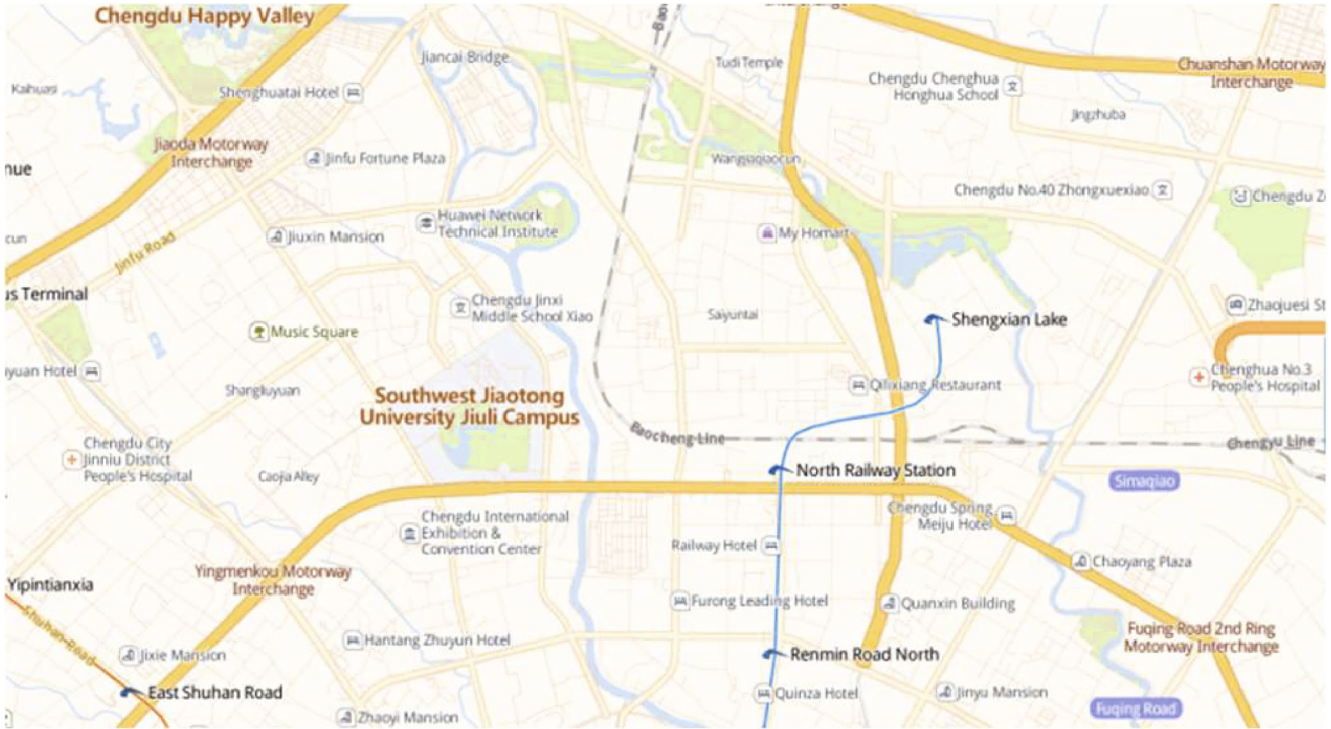 Chengdu Happy Valley
Jiancai Bridge
Tudi Temple
Chuanshan Motorway
Interchange
Kahuasi
Shenghuatai Hotel
Chengdu Chenghua
Honghua School
Jingzhuba
Jiaoda Motorway
Interchange
Jinfu Fortune Plaza
Wangjiaqiaocun
nue
Chengdu No.40 Zhongxuexiao
Chengdu Z
Huawei Network
Technical Institute
cun
Jinfu Road
Jiuxin Mansion
My Homart
us Terminal
Chengdu Jinxi
Middle School Xiao
Saiyuntai
Shengxian Lake
Zhaojuesi St
Music Square
yuan Hotel
Shangliuyuan
Southwest Jiaotong
University Jiuli Campus
Qilixiang Restaurant
Chenghua No.3
People's Hospital
Baocheng Line
Chengyu Line
Chengdu City
Jinniu District
People's Hospital
Caojia Alley
North Railway Station
Simaqiao
Chengdu International
Exhibition &
Convention Center
Chengdu Spring
Meiju Hotel
Railway Hotel
Chaoyang Plaza
Yipintianxia
Yingmenkou Motorway
Interchange
Furong Leading Hotel
Quanxin Building
Shuhan Road
Jixie Mansion
Hantang Zhuyun Hotel
Renmin Road North
Fuqing Road 2nd Ring
Motorway Interchange
East Shuhan Road
Quinza Hotel
Jinyu Mansion
Fuqing Road
Zhaoyi Mansion